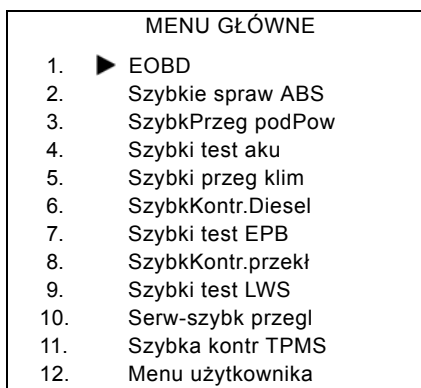 MENU GŁÓWNE
1. ▶ EOBD
2. Szybkie spraw ABS
3. SzybkPrzeg podPow
4. Szybki test aku
5. Szybki przeg klim
6. SzybkKontr.Diesel
7. Szybki test EPB
8. SzybkKontr.przekł
9. Szybki test LWS
10. Serw-szybk przegl
11. Szybka kontr TPMS
12. Menu użytkownika